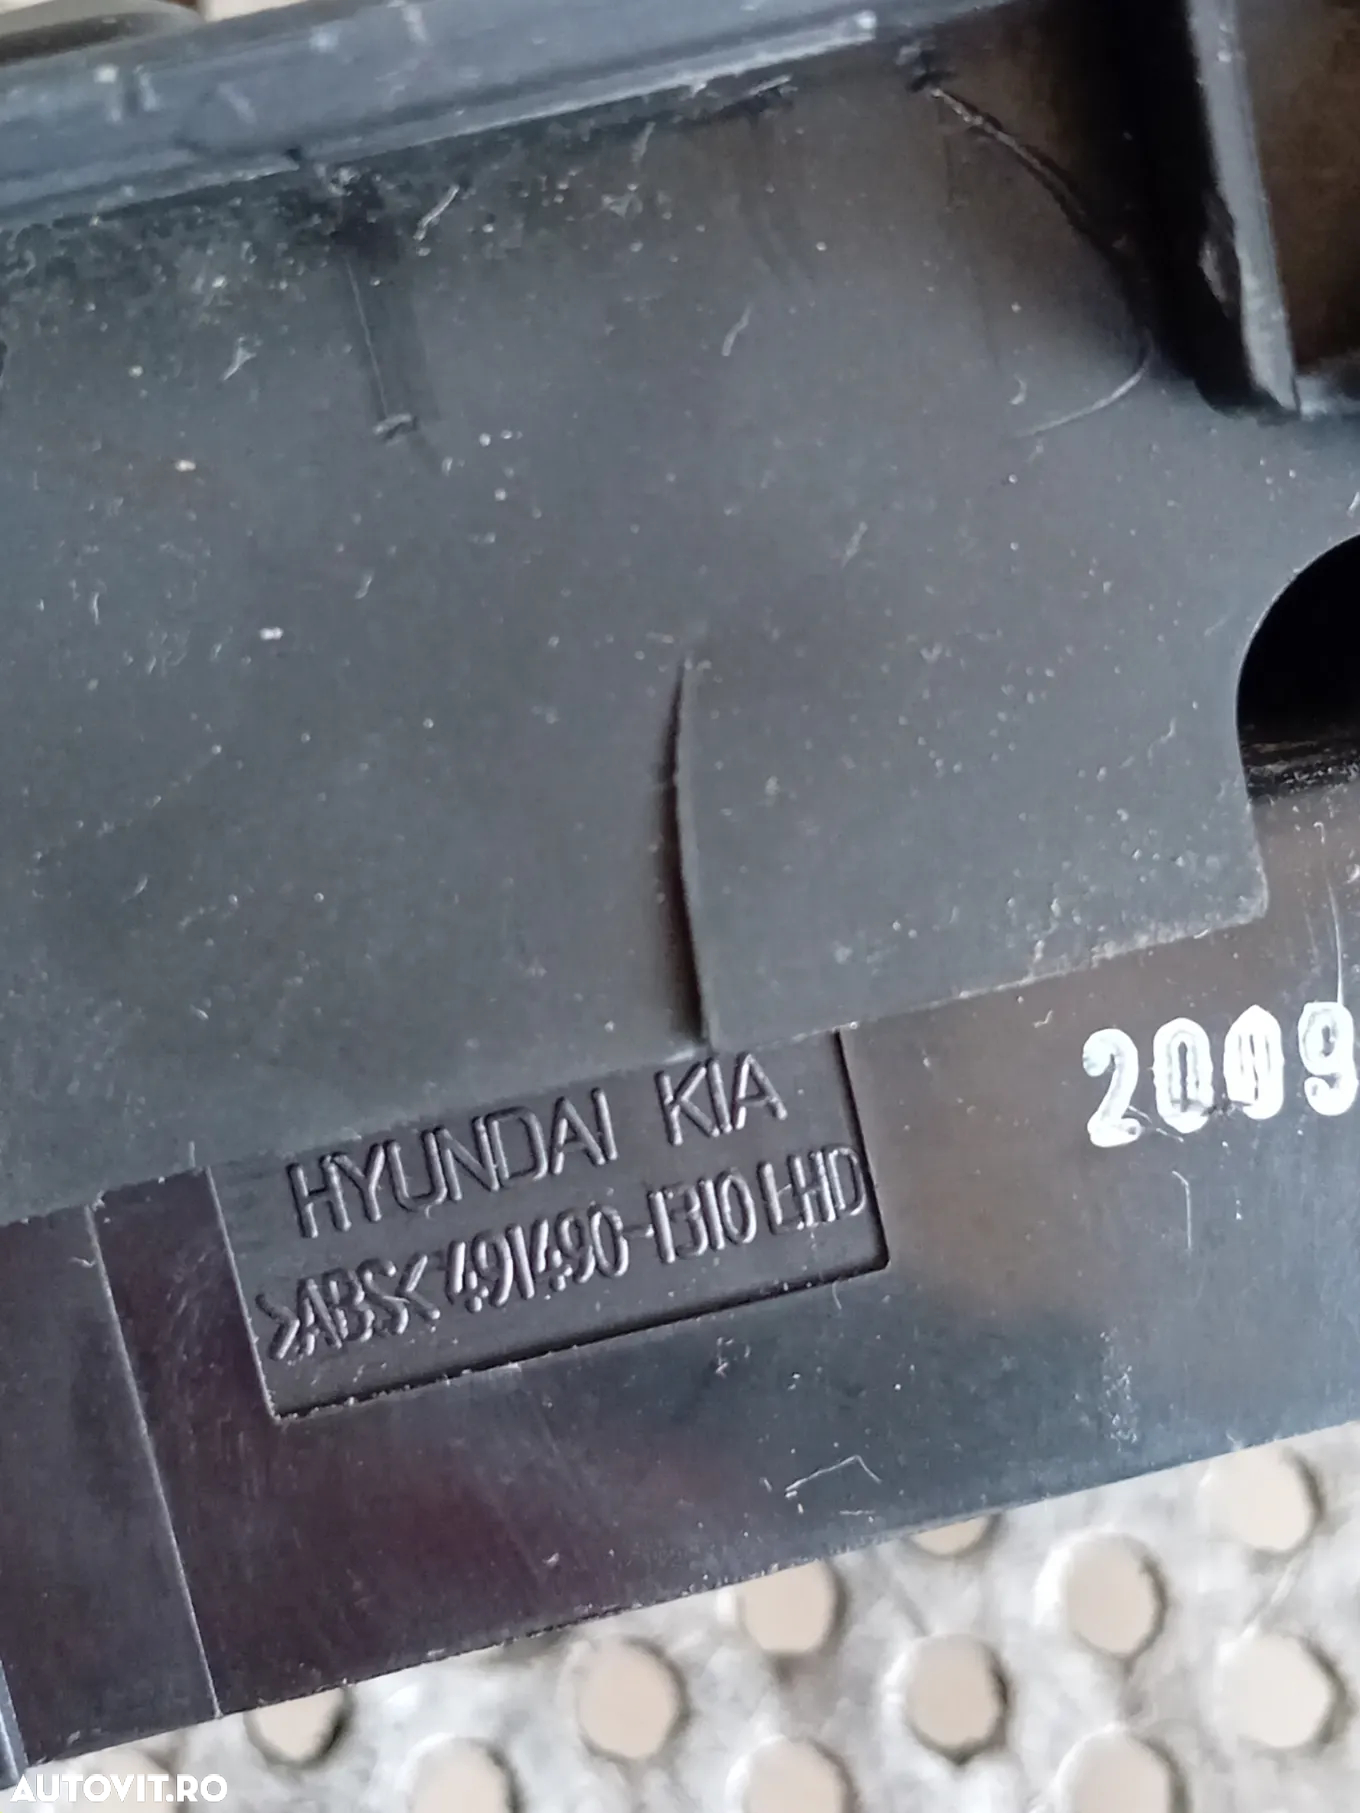 2009
HYUNDAI KIA
>ABS< 491490-1310 LHD
AUTOVIT.RO